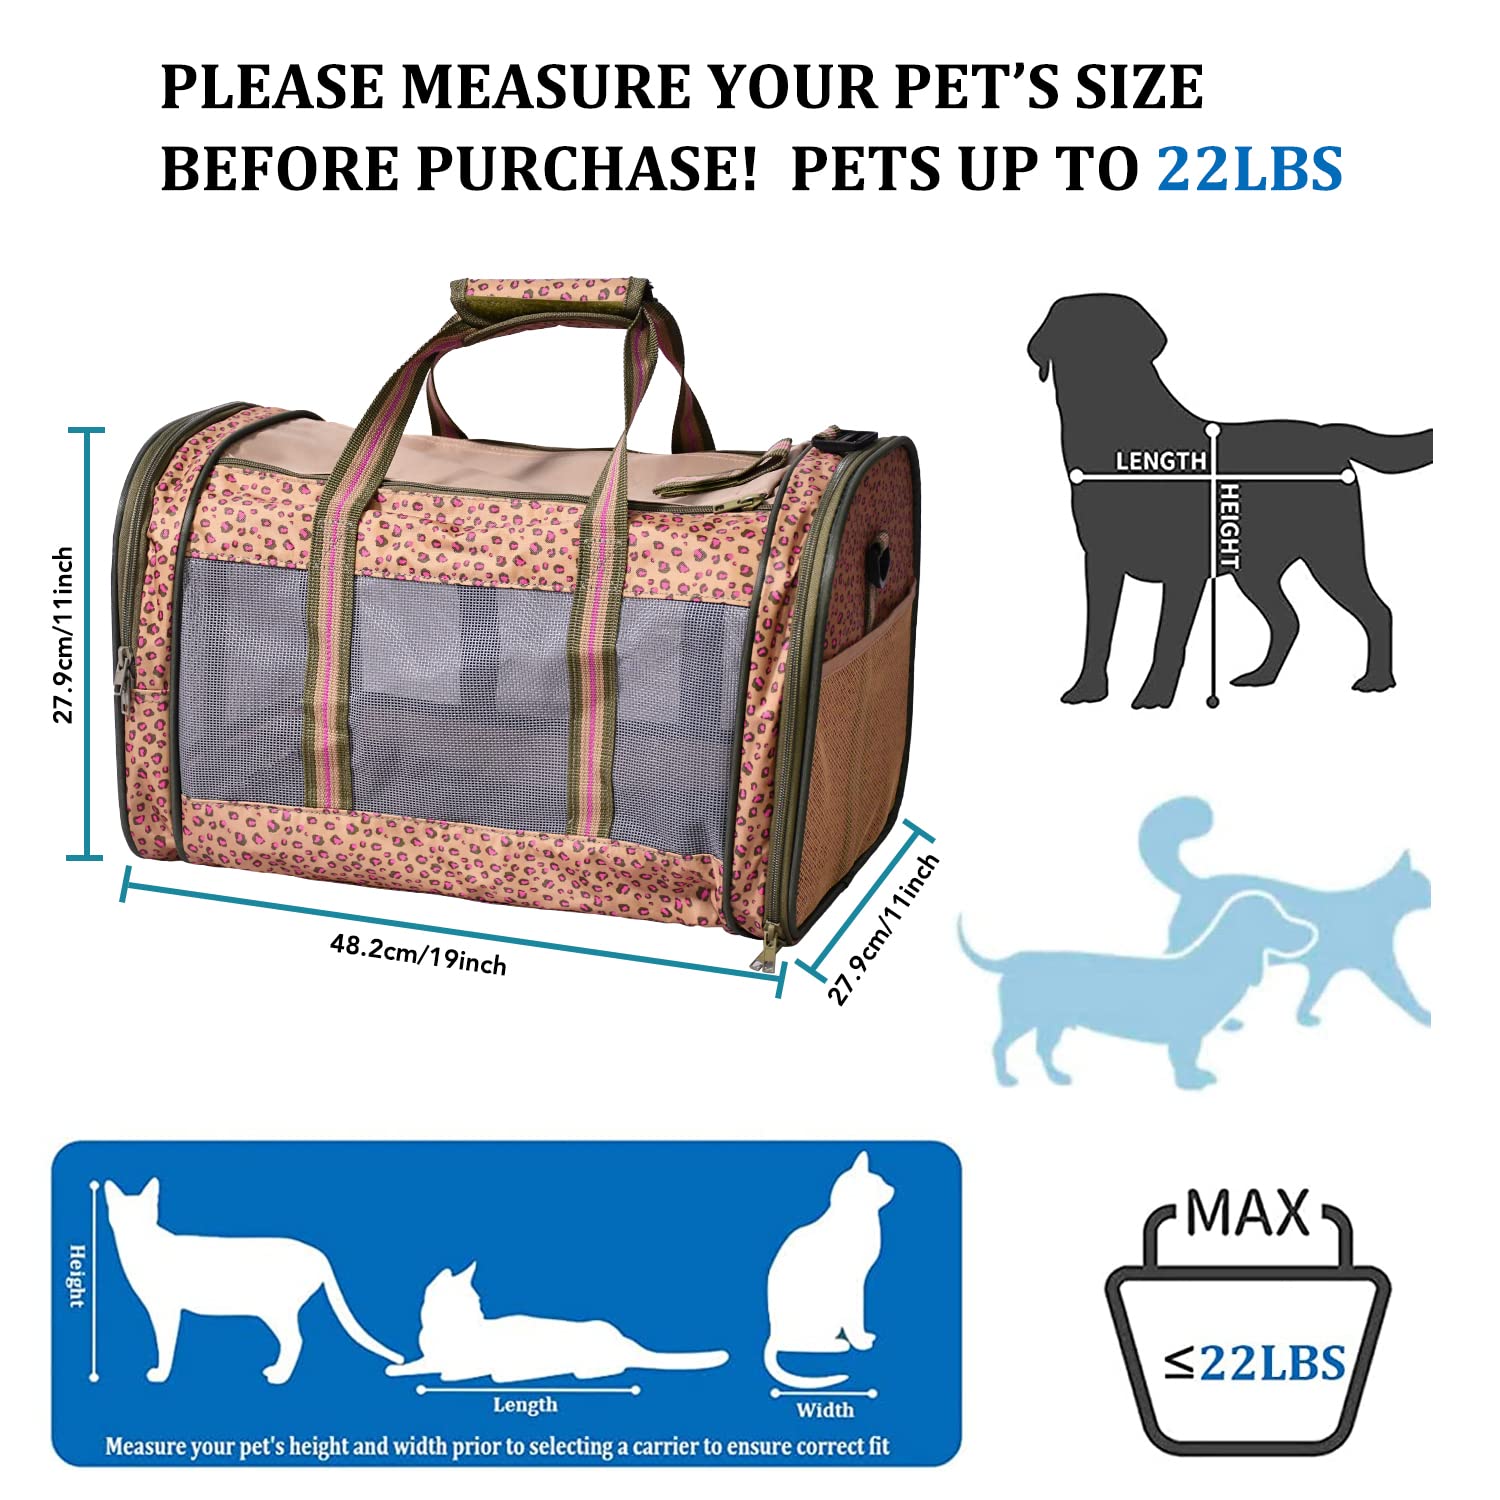 PLEASE MEASURE YOUR PET’S SIZE
BEFORE PURCHASE! PETS UP TO 22LBS
LENGTH
HEIGHT
27.9cm/11inch
48.2cm/19inch
27.9cm/11inch
Height
Length
Width
Measure your pet's height and width prior to selecting a carrier to ensure correct fit
MAX
≤22LBS